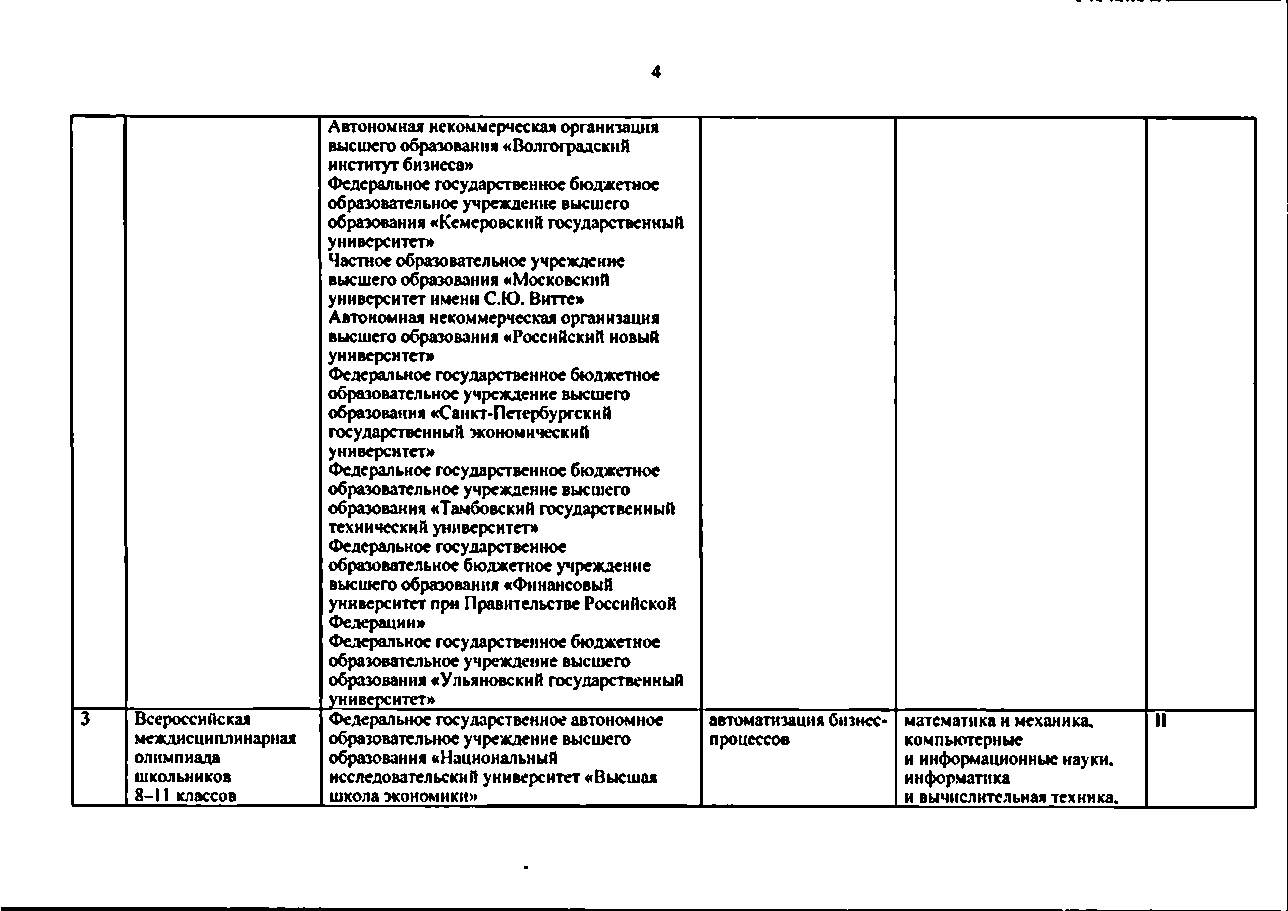 4
Автономная некоммерческая организация
высшего образования «Волгоградский
институт бизнеса»
Федеральное государственное бюджетное
образовательное учреждение высшего
образования «Кемеровский государственный
университет»
Частное образовательное учреждение
высшего образования «Московский
университет имени С.Ю. Витте»
Автономная некоммерческая организация
высшего образования «Российский новый
университет»
Федеральное государственное бюджетное
образовательное учреждение высшего
образования «Санкт-Петербургский
государственный экономический
университет»
Федеральное государственное бюджетное
образовательное учреждение высшего
образования «Тамбовский государственный
технический университет»
Федеральное государственное
образовательное бюджетное учреждение
высшего образования «Финансовый
университет при Правительстве Российской
Федерации»
Федеральное государственное бюджетное
образовательное учреждение высшего
образования «Ульяновский государственный
университет»
3
Всероссийская
междисциплинарная
олимпиада
школьников
8–11 классов
Федеральное государственное автономное
образовательное учреждение высшего
образования «Национальный
исследовательский университет «Высшая
школа экономики»
автоматизация бизнес-
процессов
математика и механика,
компьютерные
и информационные науки,
информатика
и вычислительная техника,
II